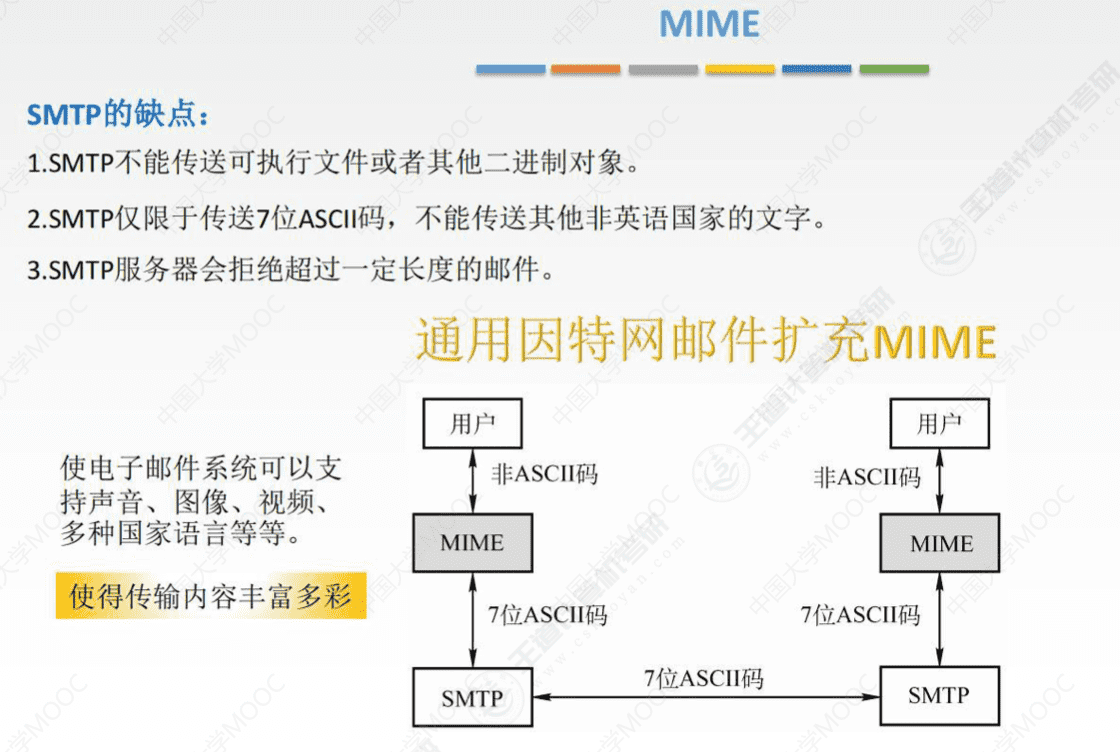 MIME
SMTP的缺点：
1.SMTP不能传送可执行文件或者其他二进制对象。
2.SMTP仅限于传送7位ASCII码，不能传送其他非英语国家的文字。
3.SMTP服务器会拒绝超过一定长度的邮件。
通用因特网邮件扩充MIME
使电子邮件系统可以支
持声音、图像、视频、
多种国家语言等等。
使得传输内容丰富多彩
用户
用户
非ASCII码
非ASCII码
MIME
MIME
7位ASCII码
7位ASCII码
SMTP
7位ASCII码
SMTP
中国大学MOOC
王道计算机考研
www.cskaoyan.com